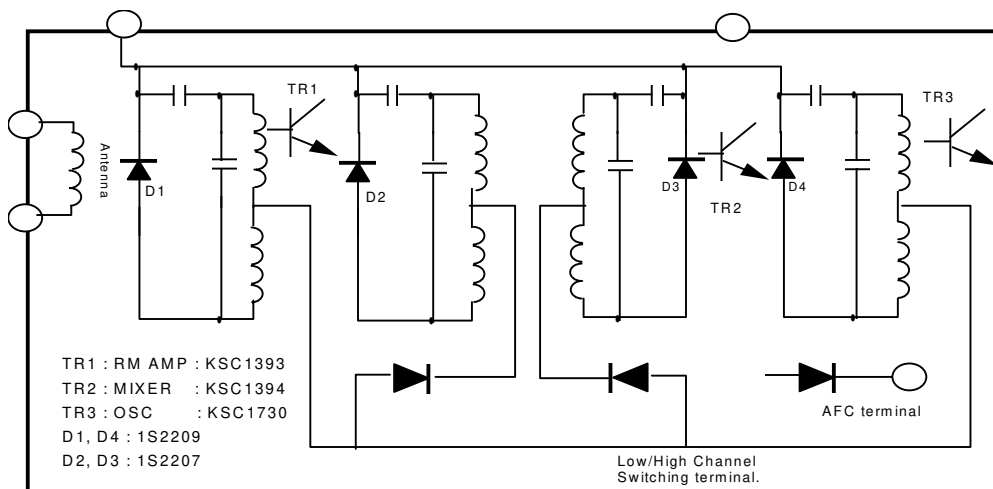 TR1
TR3
Antenna
D1
D2
D3
D4
TR2
TR1 : RM AMP : KSC1393
TR2 : MIXER : KSC1394
TR3 : OSC : KSC1730
D1, D4 : 1S2209
D2, D3 : 1S2207
AFC terminal
Low/High Channel
Switching terminal.